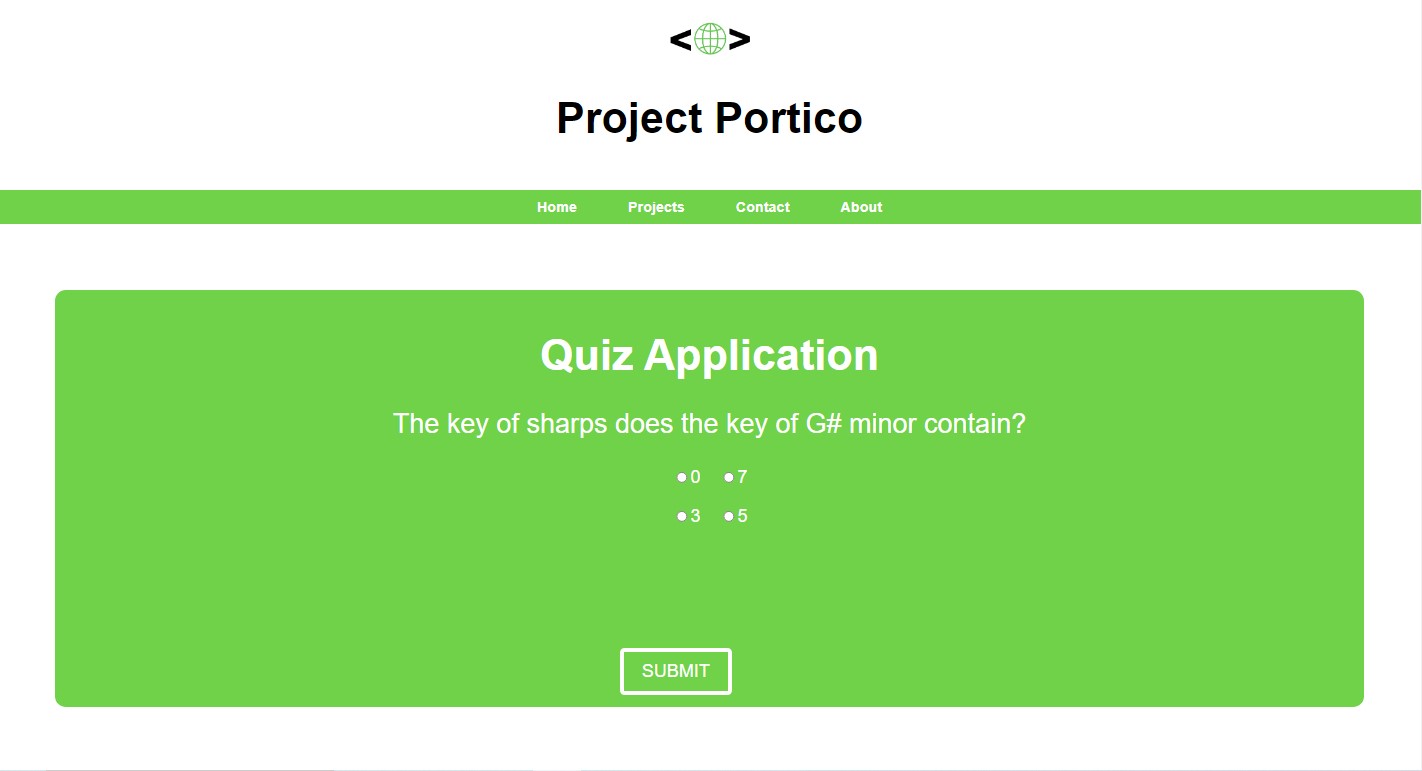 < >
Project Portico
Home Projects Contact About
Quiz Application
The key of sharps does the key of G# minor contain?
0 7
3 5
SUBMIT